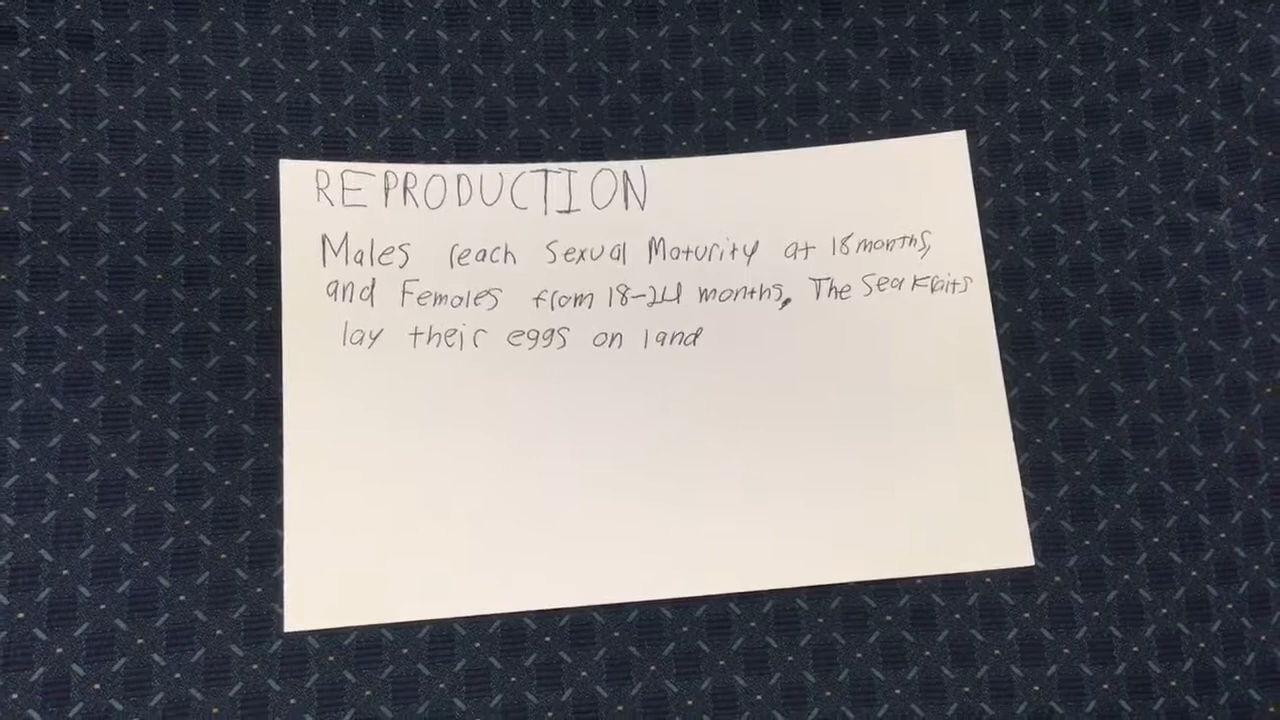 REPRODUCTION
Males reach Sexual Maturity at 18 months,
and Females from 18-24 months, The Sea Kraits
lay their eggs on land